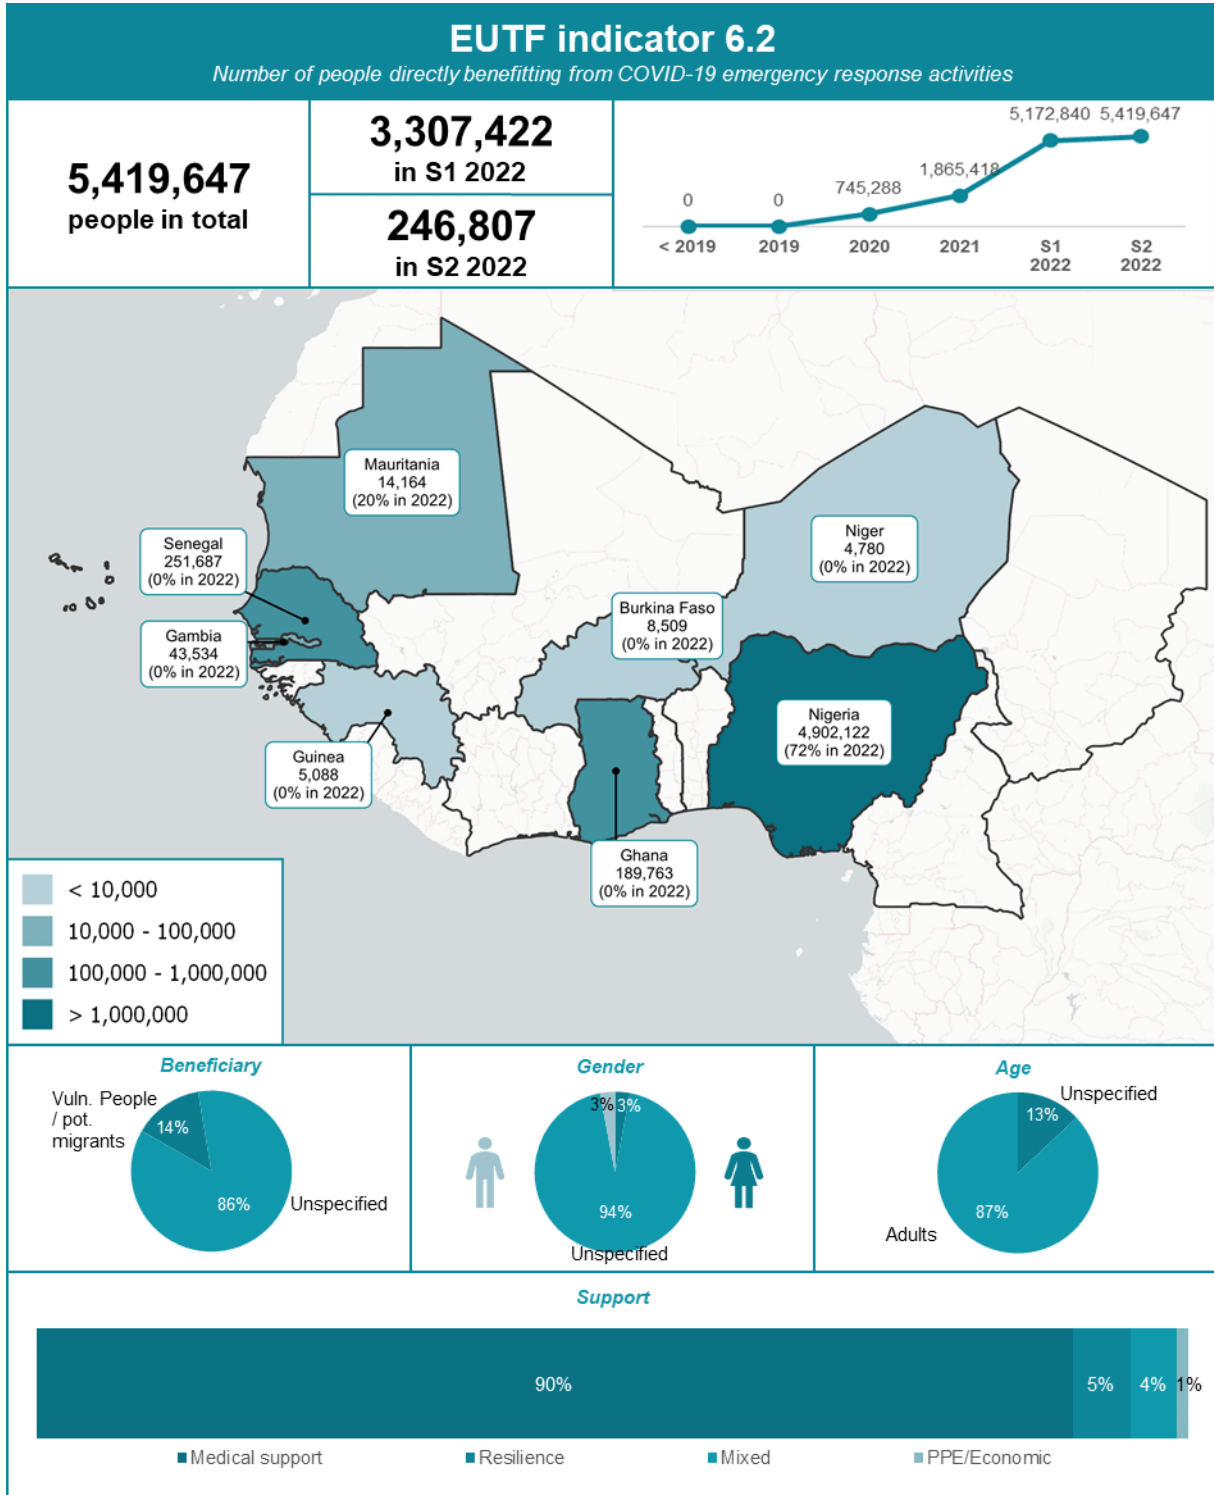 EUTF indicator 6.2
Number of people directly benefitting from COVID-19 emergency response activities
5,419,647
people in total
3,307,422
in S1 2022
246,807
in S2 2022
0
0
745,288
1,865,418
5,172,840
5,419,647
< 2019
2019
2020
2021
S1
2022
S2
2022
Mauritania
14,164
(20% in 2022)
Senegal
251,687
(0% in 2022)
Gambia
43,534
(0% in 2022)
Guinea
5,088
(0% in 2022)
Niger
4,780
(0% in 2022)
Burkina Faso
8,509
(0% in 2022)
Nigeria
4,902,122
(72% in 2022)
Ghana
189,763
(0% in 2022)
< 10,000
10,000 - 100,000
100,000 - 1,000,000
> 1,000,000
Beneficiary
Vuln. People
/ pot.
migrants
14%
86%
Unspecified
Gender
3%
3%
94%
Unspecified
Age
Unspecified
13%
87%
Adults
Support
90%
5%
4%
1%
Medical support
Resilience
Mixed
PPE/Economic